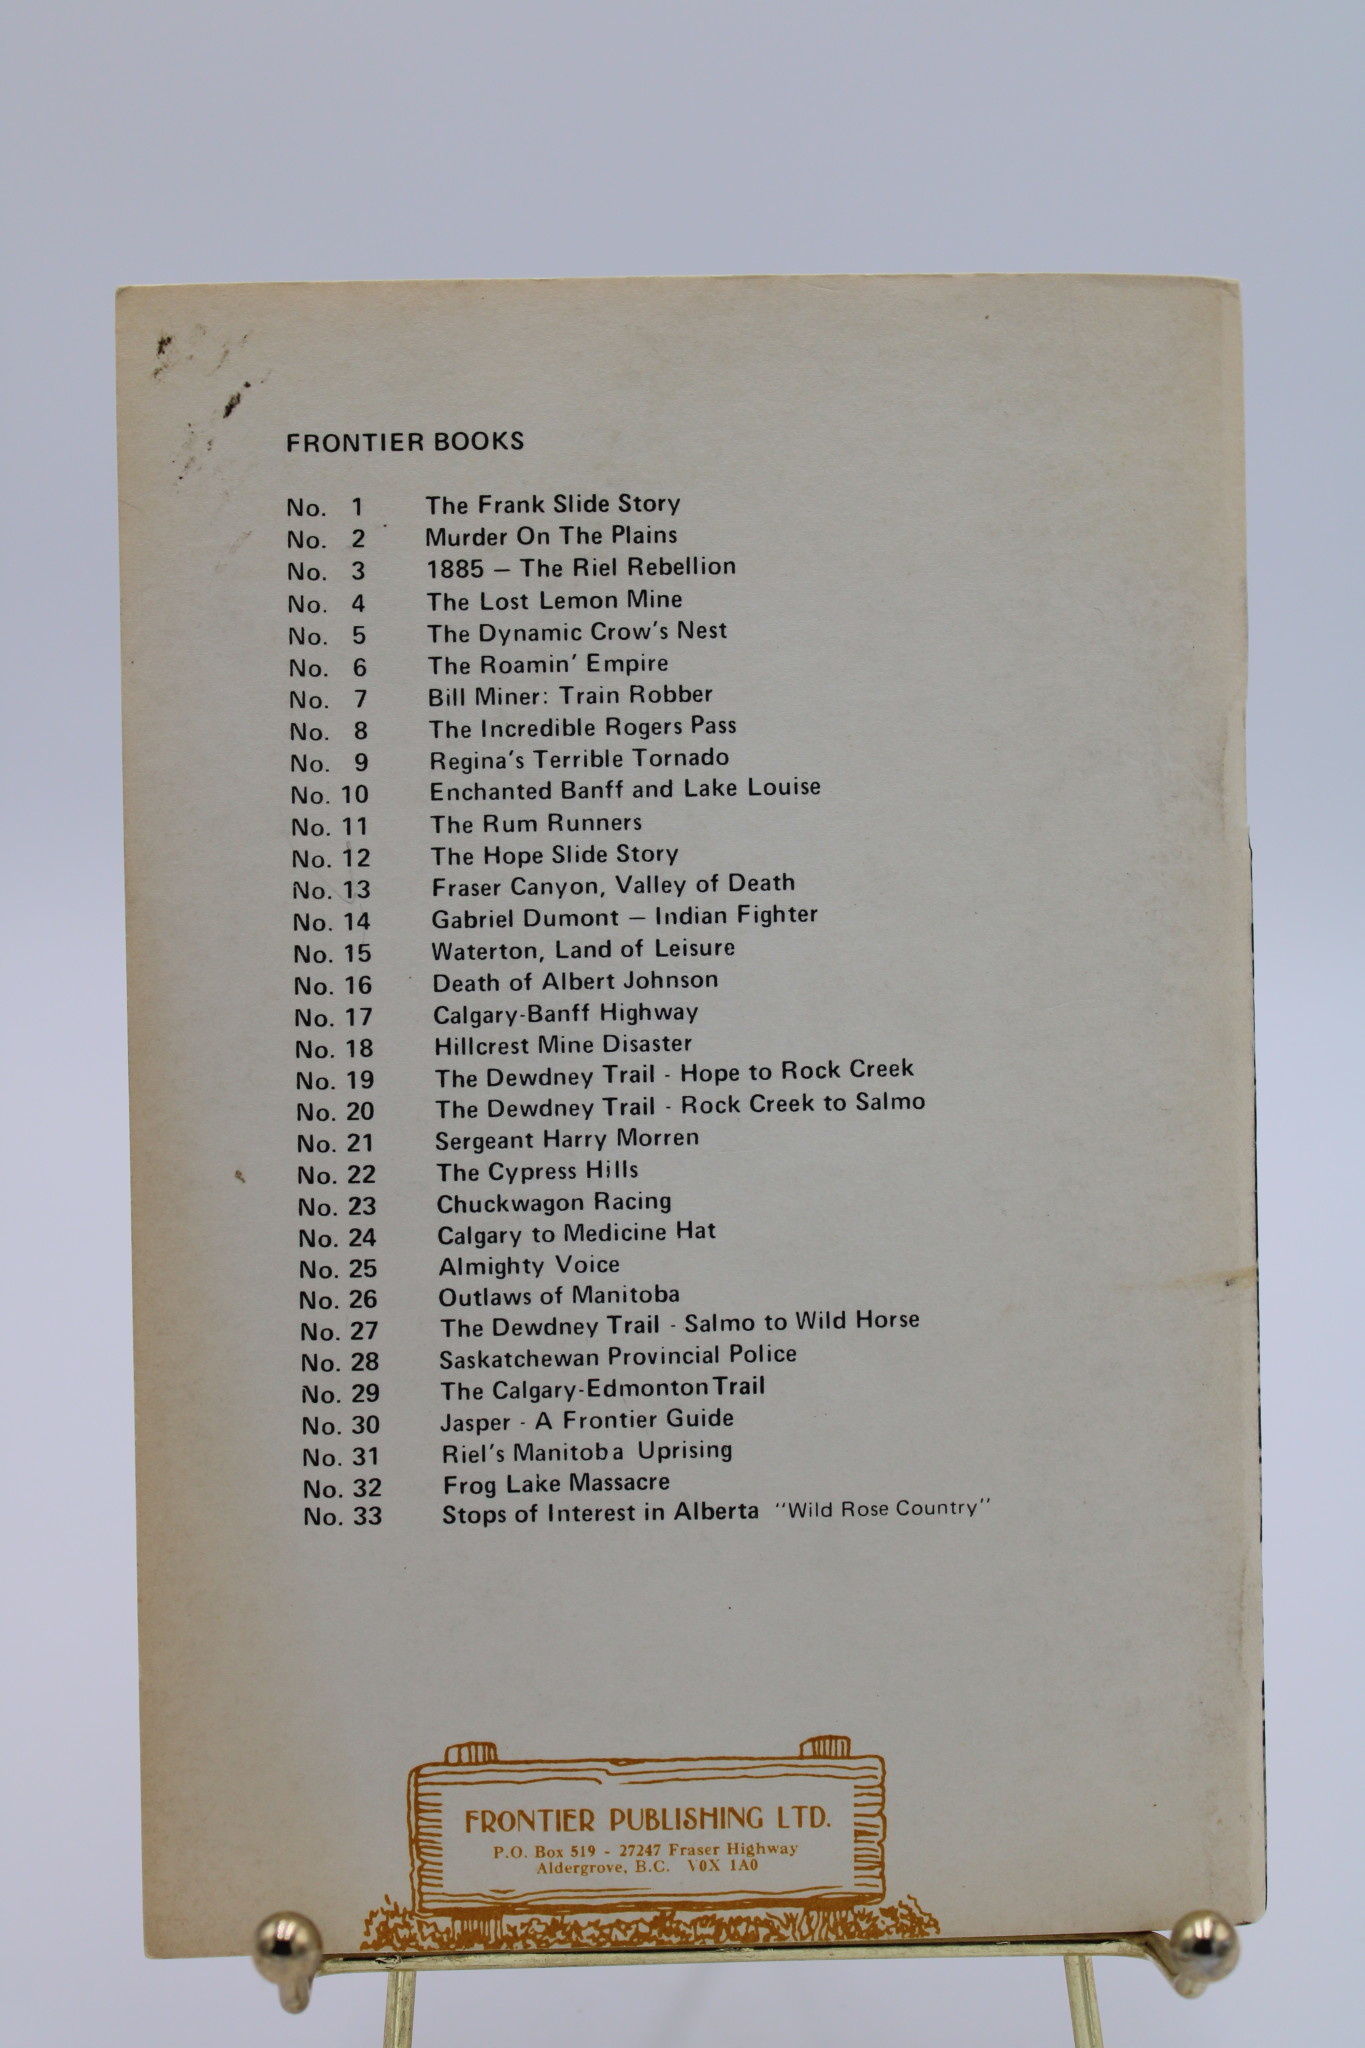 FRONTIER BOOKS
No. 1 The Frank Slide Story
No. 2 Murder On The Plains
No. 3 1885 — The Riel Rebellion
No. 4 The Lost Lemon Mine
No. 5 The Dynamic Crow's Nest
No. 6 The Roamin' Empire
No. 7 Bill Miner: Train Robber
No. 8 The Incredible Rogers Pass
No. 9 Regina's Terrible Tornado
No. 10 Enchanted Banff and Lake Louise
No. 11 The Rum Runners
No. 12 The Hope Slide Story
No. 13 Fraser Canyon, Valley of Death
No. 14 Gabriel Dumont — Indian Fighter
No. 15 Waterton, Land of Leisure
No. 16 Death of Albert Johnson
No. 17 Calgary-Banff Highway
No. 18 Hillcrest Mine Disaster
No. 19 The Dewdney Trail - Hope to Rock Creek
No. 20 The Dewdney Trail - Rock Creek to Salmo
No. 21 Sergeant Harry Morren
No. 22 The Cypress Hills
No. 23 Chuckwagon Racing
No. 24 Calgary to Medicine Hat
No. 25 Almighty Voice
No. 26 Outlaws of Manitoba
No. 27 The Dewdney Trail - Salmo to Wild Horse
No. 28 Saskatchewan Provincial Police
No. 29 The Calgary-Edmonton Trail
No. 30 Jasper - A Frontier Guide
No. 31 Riel's Manitoba Uprising
No. 32 Frog Lake Massacre
No. 33 Stops of Interest in Alberta "Wild Rose Country"
FRONTIER PUBLISHING LTD.
P.O. Box 519 - 27247 Fraser Highway
Aldergrove, B.C. V0X 1A0